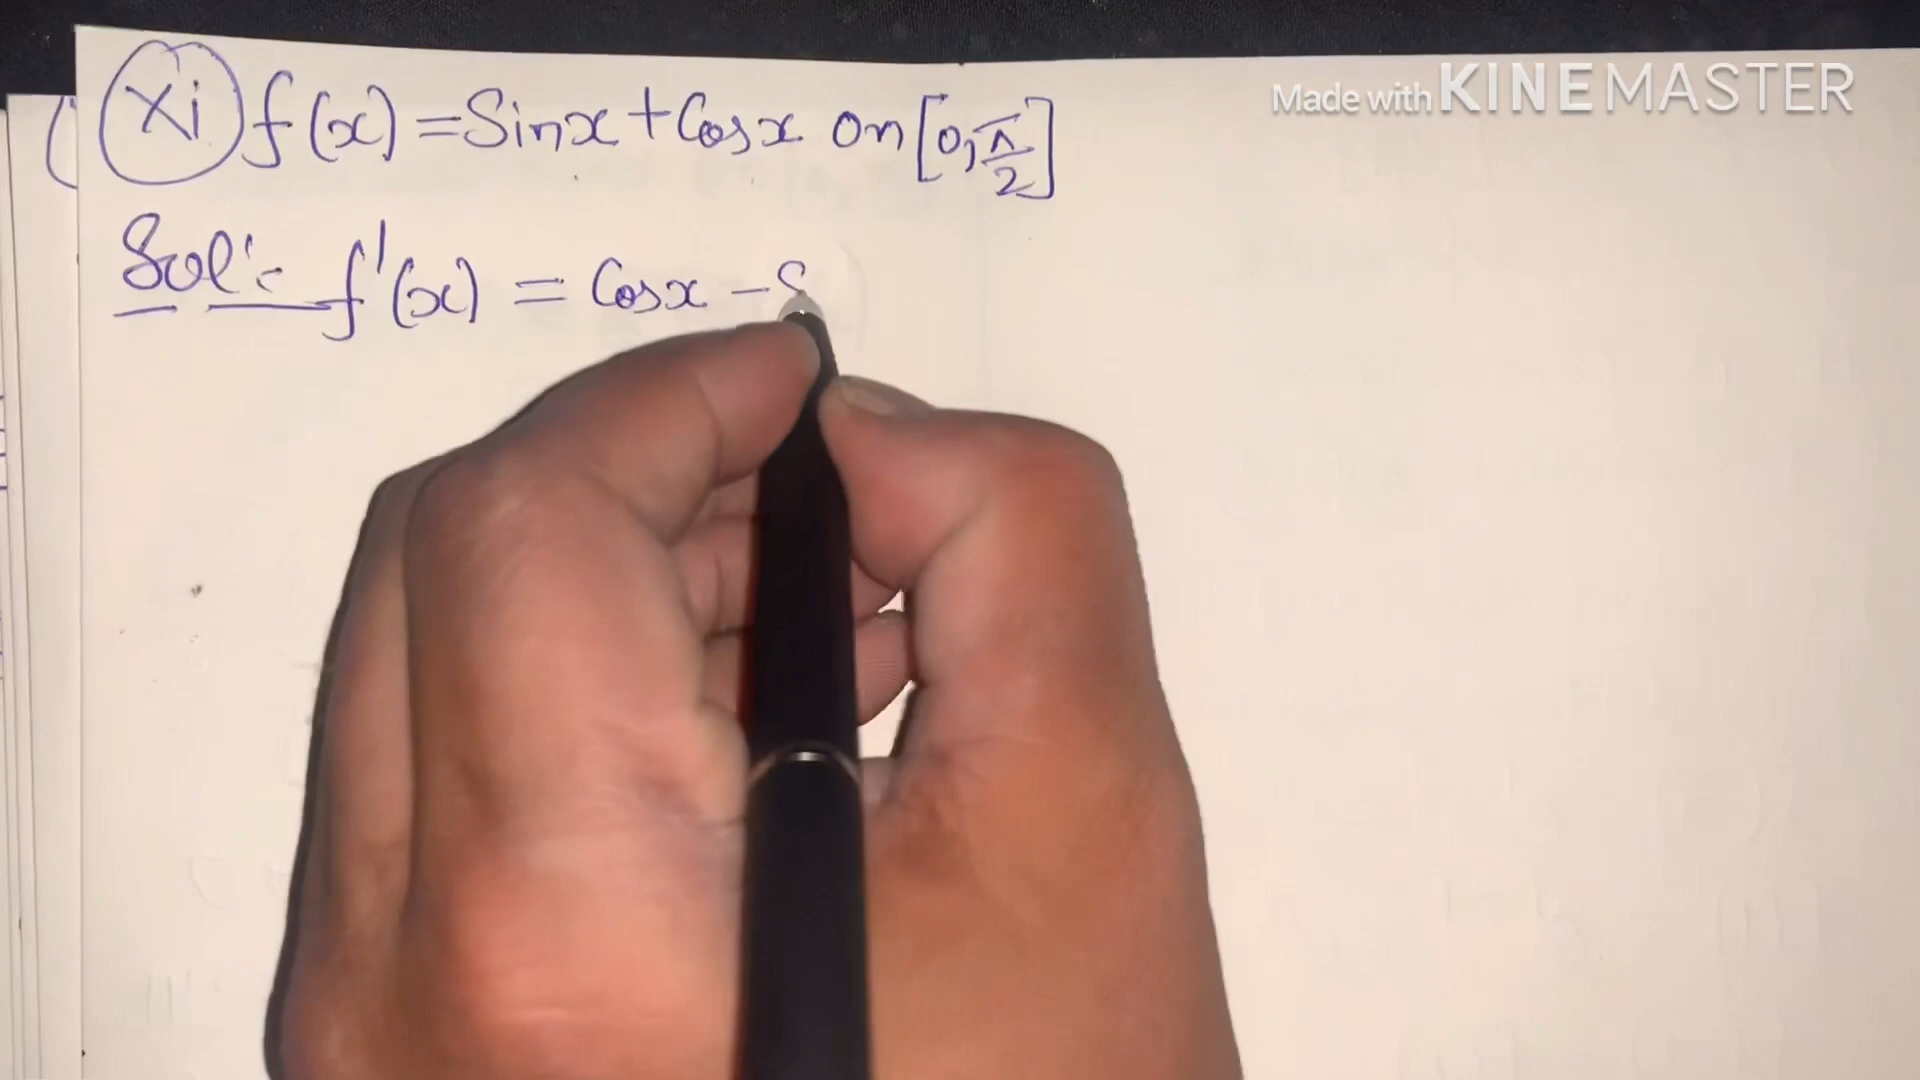 xi f(x) = Sinx + Cosx on [0, π/2]
Made with KINEMASTER
Sol:- f'(x) = Cosx - S